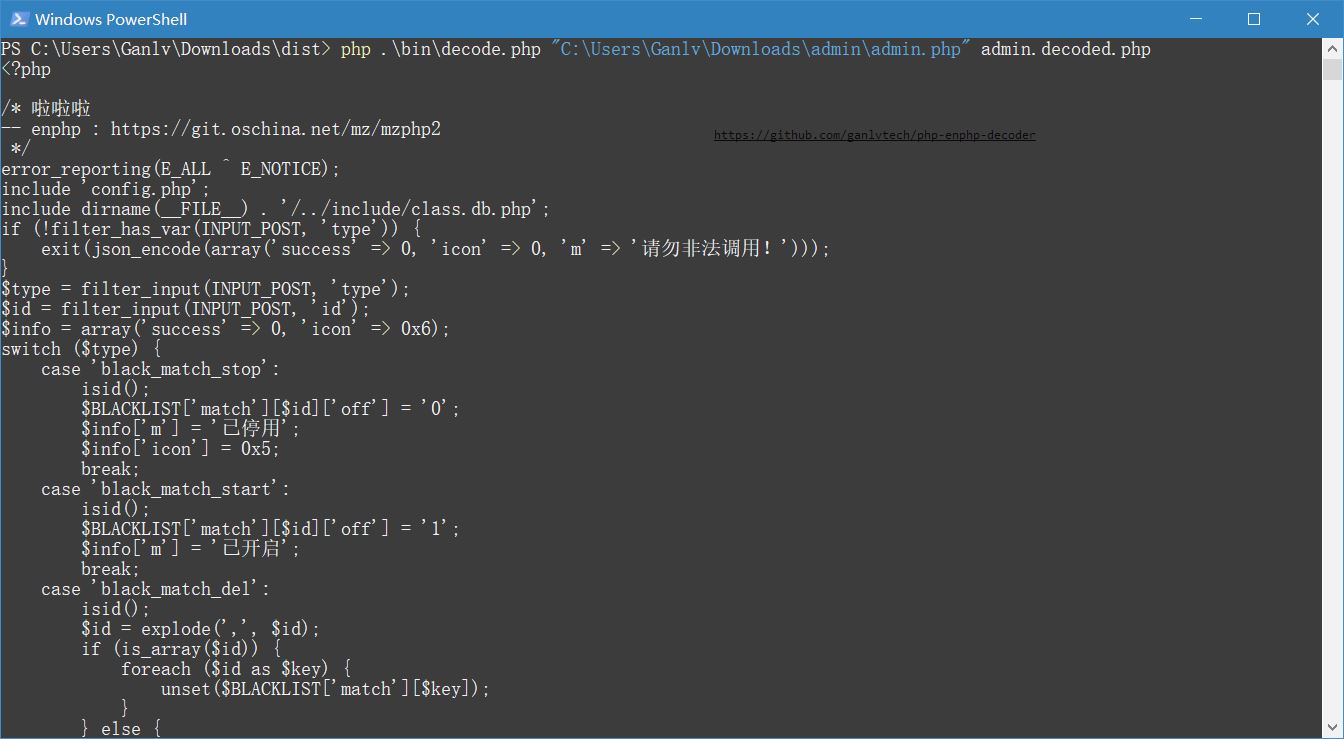 Windows PowerShell
PS C:\Users\Ganlv\Downloads\dist> php .\bin\decode.php "C:\Users\Ganlv\Downloads\admin\admin.php" admin.decoded.php
<?php
/* 啦啦啦
-- enphp : https://git.oschina.net/mz/mzphp2
https://github.com/ganlvtech/php-enphp-decoder
 */
error_reporting(E_ALL ^ E_NOTICE);
include 'config.php';
include dirname(__FILE__) . '/../include/class.db.php';
if (!filter_has_var(INPUT_POST, 'type')) {
    exit(json_encode(array('success' => 0, 'icon' => 0, 'm' => '请勿非法调用!')));
}
$type = filter_input(INPUT_POST, 'type');
$id = filter_input(INPUT_POST, 'id');
$info = array('success' => 0, 'icon' => 0x6);
switch ($type) {
    case 'black_match_stop':
        isid();
        $BLACKLIST['match'][$id]['off'] = '0';
        $info['m'] = '已停用';
        $info['icon'] = 0x5;
        break;
    case 'black_match_start':
        isid();
        $BLACKLIST['match'][$id]['off'] = '1';
        $info['m'] = '已开启';
        break;
    case 'black_match_del':
        isid();
        $id = explode(',', $id);
        if (is_array($id)) {
            foreach ($id as $key) {
                unset($BLACKLIST['match'][$key]);
            }
        } else {